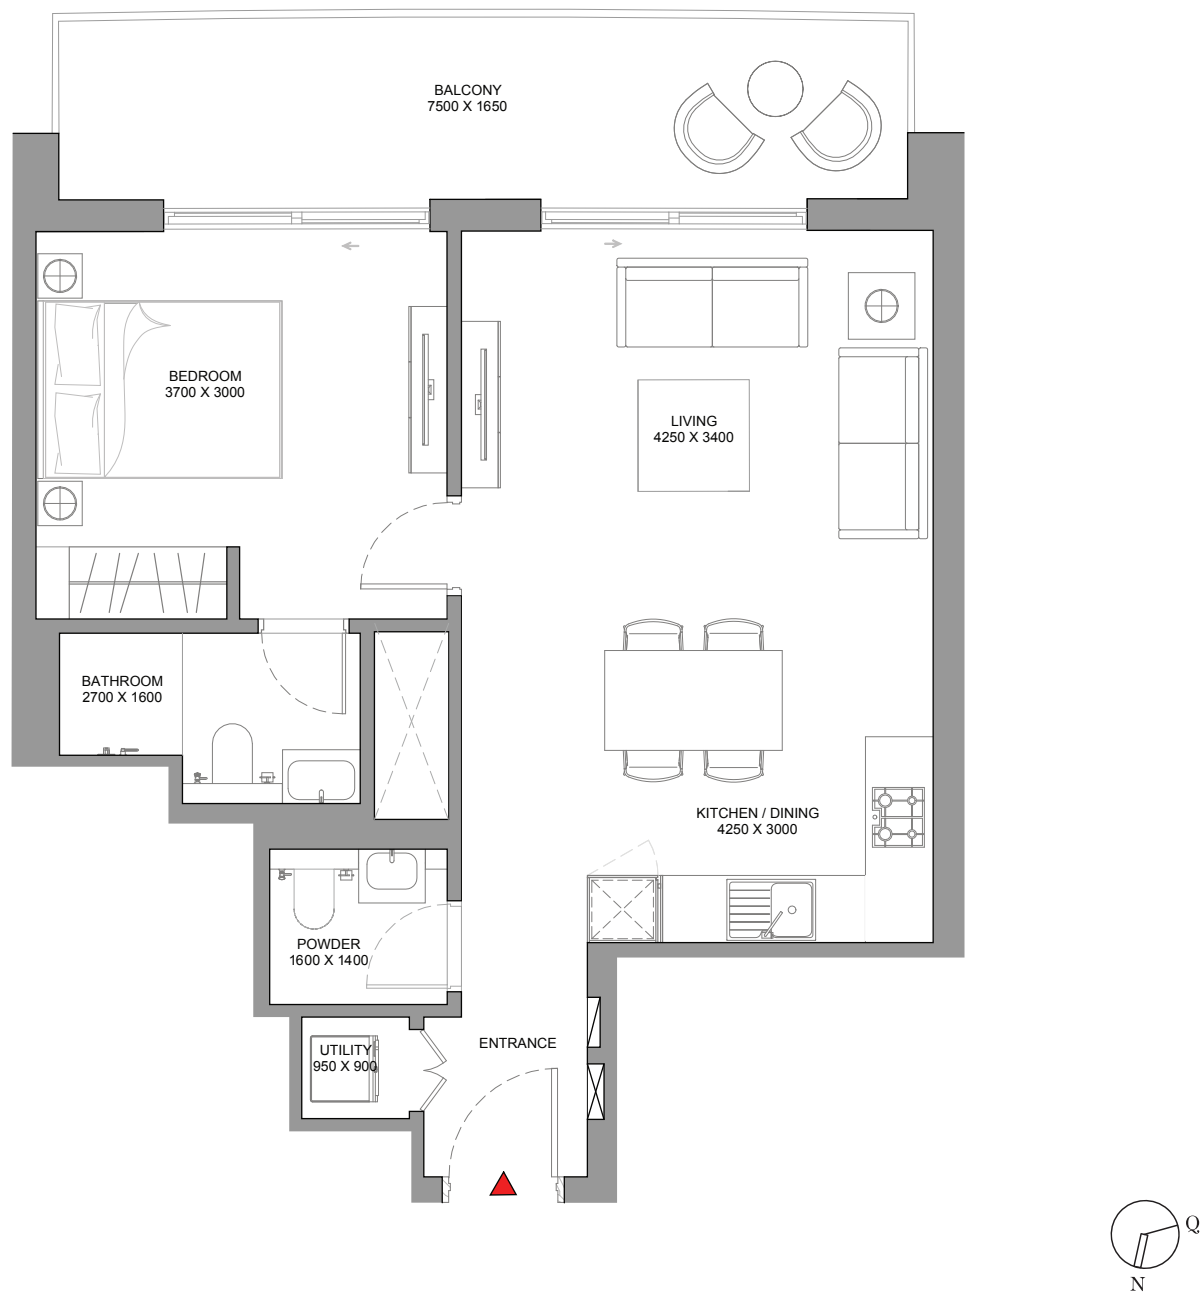 BALCONY
7500 X 1650
BEDROOM
3700 X 3000
LIVING
4250 X 3400
BATHROOM
2700 X 1600
KITCHEN / DINING
4250 X 3000
POWDER
1600 X 1400
ENTRANCE
UTILITY
950 X 900
Q
N